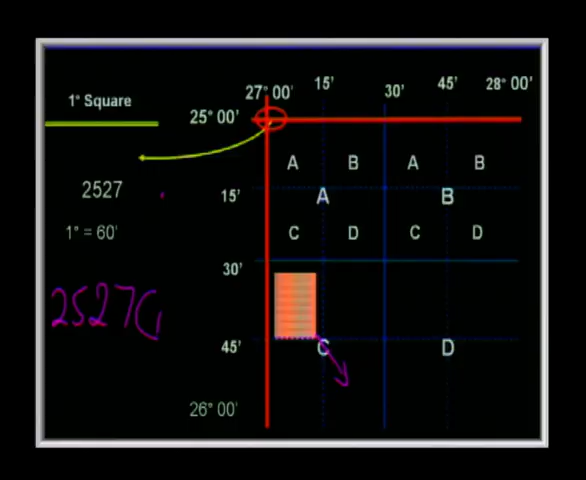 1° Square
27° 00' 15' 30' 45' 28° 00'
25° 00'
A B A B
2527
15' A B
1° = 60'
C D C D
30'
2527C
45' C D
26° 00'